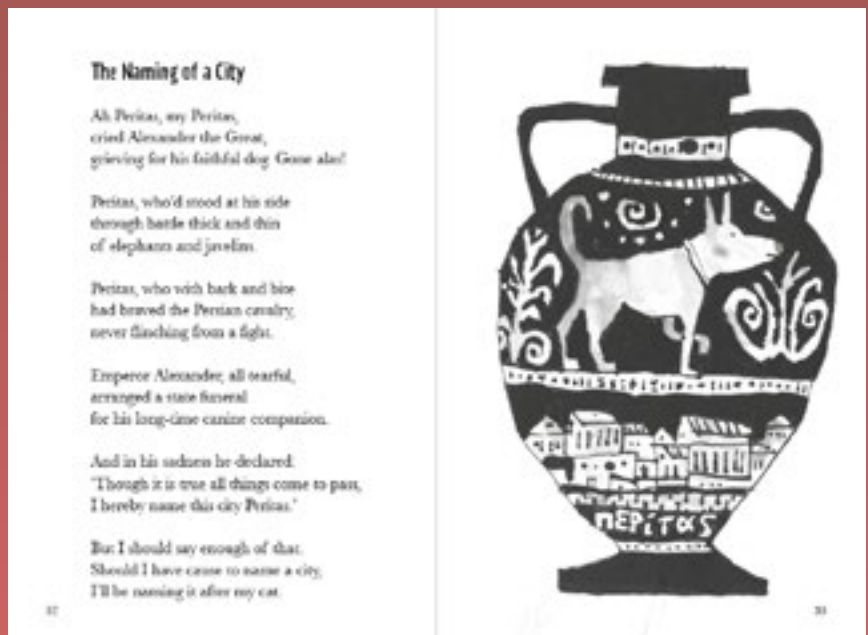 The Naming of a City
Ah Peritas, my Peritas,
cried Alexander the Great,
grieving for his faithful dog. Gone alas!
Peritas, who'd stood at his side
through battle thick and thin
of elephants and javelins.
Peritas, who with bark and bite
had braved the Persian cavalry,
never flinching from a fight.
Emperor Alexander, all tearful,
arranged a state funeral
for his long-time canine companion.
And in his sadness he declared:
'Though it is true all things come to pass,
I hereby name this city Peritas.'
But I should say enough of that.
Should I have cause to name a city,
I'll be naming it after my cat.
ΠΕΡΙΤΑΣ